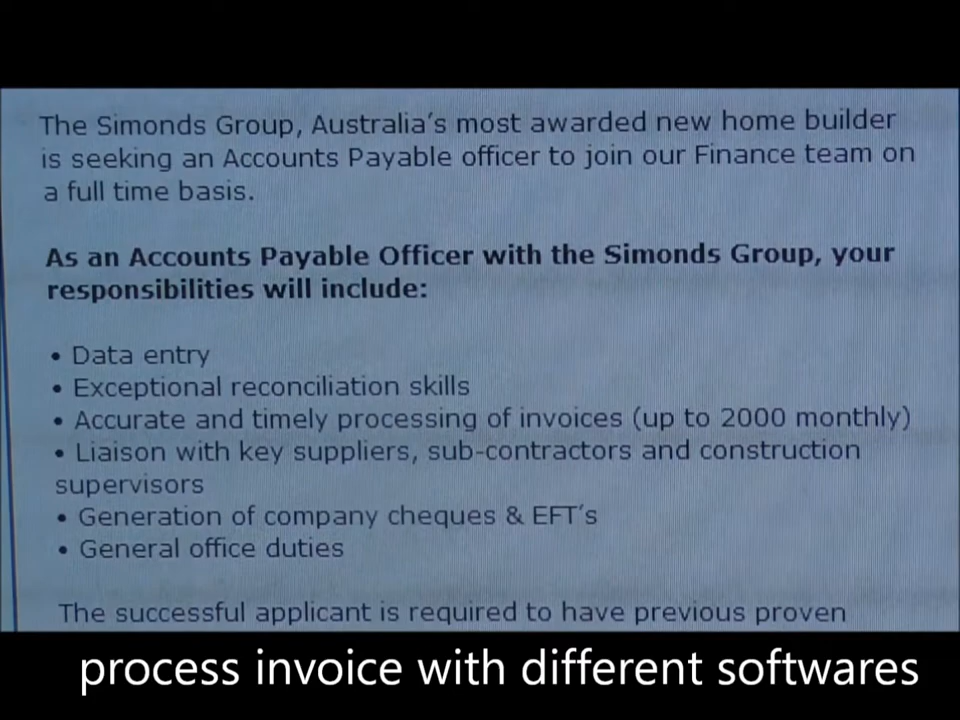 The Simonds Group, Australia's most awarded new home builder
is seeking an Accounts Payable officer to join our Finance team on
a full time basis.
As an Accounts Payable Officer with the Simonds Group, your
responsibilities will include:
• Data entry
• Exceptional reconciliation skills
• Accurate and timely processing of invoices (up to 2000 monthly)
• Liaison with key suppliers, sub-contractors and construction
supervisors
• Generation of company cheques & EFT's
• General office duties
The successful applicant is required to have previous proven
process invoice with different softwares